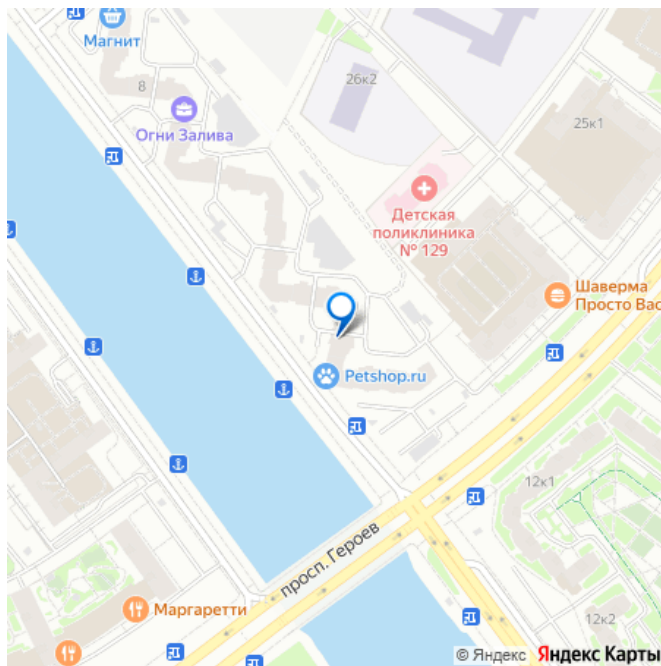 Магнит
8
26к2
Огни Залива
25к1
Детская
поликлиника
№ 129
Шаверма
Просто Вас
Petshop.ru
12к1
просп. Героев
Маргаретти
12к2
© Яндекс Яндекс Карты